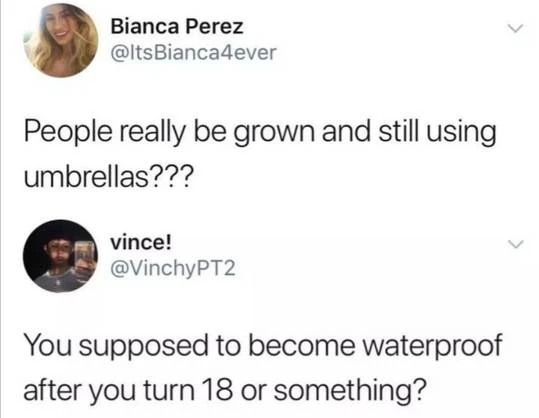 Bianca Perez
@ItsBianca4ever
People really be grown and still using
umbrellas???
vince!
@VinchyPT2
You supposed to become waterproof
after you turn 18 or something?